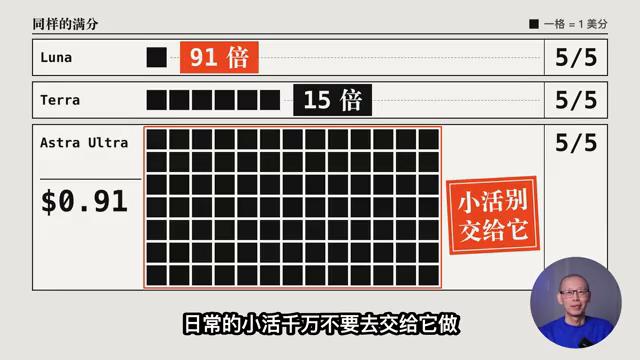 同样的满分
一格 = 1 美分
Luna
91 倍
5/5
Terra
15 倍
5/5
Astra Ultra
5/5
$0.91
小活别
交给它
日常的小活千万不要去交给它做